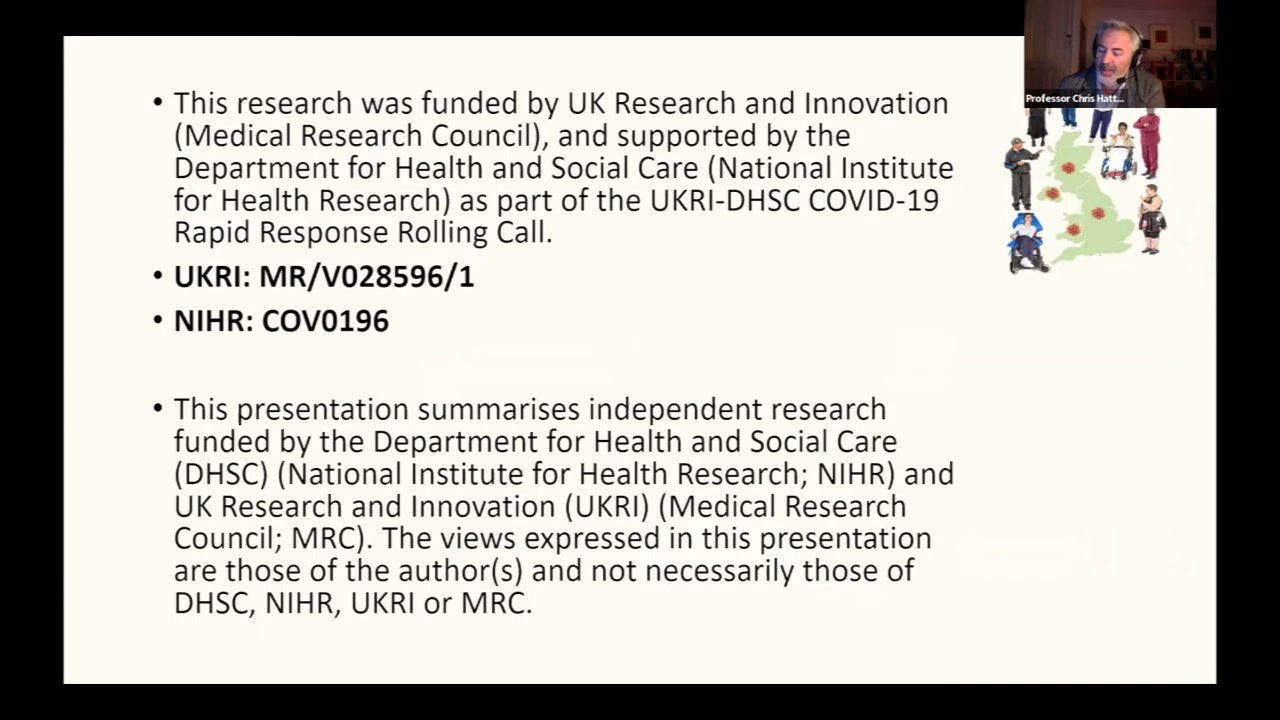 • This research was funded by UK Research and Innovation
(Medical Research Council), and supported by the
Department for Health and Social Care (National Institute
for Health Research) as part of the UKRI-DHSC COVID-19
Rapid Response Rolling Call.
• UKRI: MR/V028596/1
• NIHR: COV0196
• This presentation summarises independent research
funded by the Department for Health and Social Care
(DHSC) (National Institute for Health Research; NIHR) and
UK Research and Innovation (UKRI) (Medical Research
Council; MRC). The views expressed in this presentation
are those of the author(s) and not necessarily those of
DHSC, NIHR, UKRI or MRC.
Professor Chris Hatt...